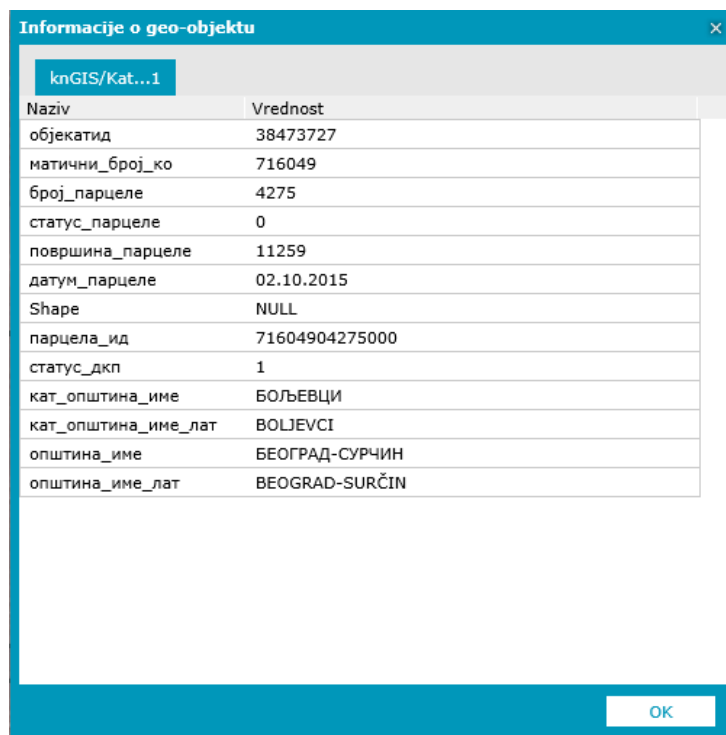 Informacije o geo-objektu ×
knGIS/Kat...1
Naziv Vrednost
објекатид 38473727
матични_број_ко 716049
број_парцеле 4275
статус_парцеле 0
површина_парцеле 11259
датум_парцеле 02.10.2015
Shape NULL
парцела_ид 71604904275000
статус_дкп 1
кат_општина_име БОЉЕВЦИ
кат_општина_име_лат BOLJEVCI
општина_име БЕОГРАД-СУРЧИН
општина_име_лат BEOGRAD-SURČIN
OK